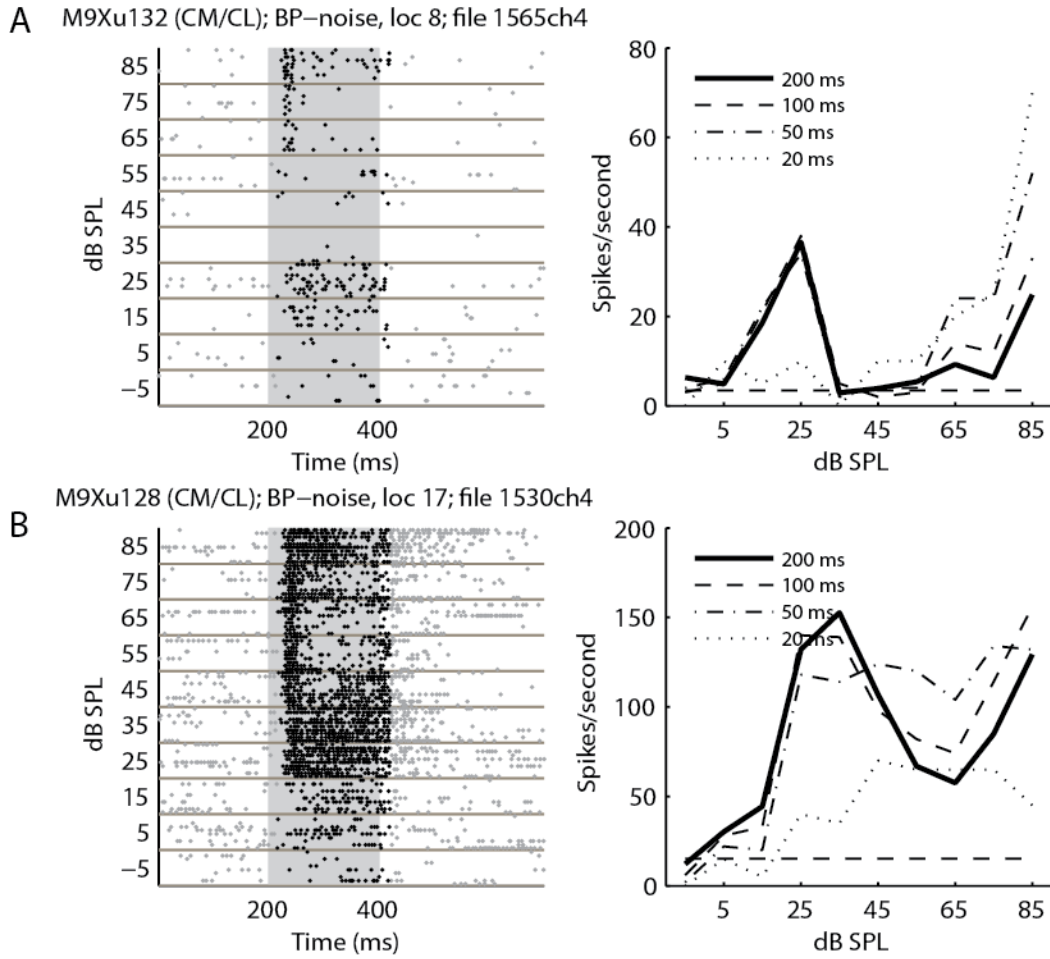 A
M9Xu132 (CM/CL); BP−noise, loc 8; file 1565ch4
dB SPL
85
75
65
55
45
35
25
15
5
−5
200 400
Time (ms)
Spikes/second
80
60
40
20
0
200 ms
100 ms
50 ms
20 ms
5 25 45 65 85
dB SPL
B
M9Xu128 (CM/CL); BP−noise, loc 17; file 1530ch4
dB SPL
85
75
65
55
45
35
25
15
5
−5
200 400
Time (ms)
Spikes/second
200
150
100
50
0
200 ms
100 ms
50 ms
20 ms
5 25 45 65 85
dB SPL